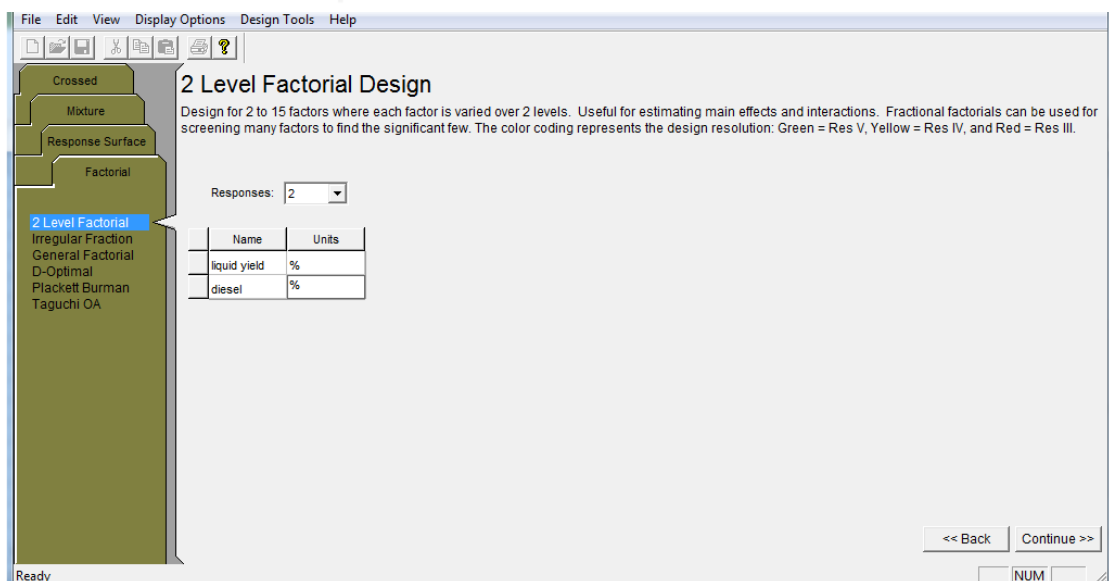 File Edit View Display Options Design Tools Help
Crossed
Mixture
Response Surface
Factorial
2 Level Factorial
Irregular Fraction
General Factorial
D-Optimal
Plackett Burman
Taguchi OA
2 Level Factorial Design
Design for 2 to 15 factors where each factor is varied over 2 levels. Useful for estimating main effects and interactions. Fractional factorials can be used for
screening many factors to find the significant few. The color coding represents the design resolution: Green = Res V, Yellow = Res IV, and Red = Res III.
Responses: 2
Name Units
liquid yield %
diesel %
<< Back Continue >>
Ready NUM